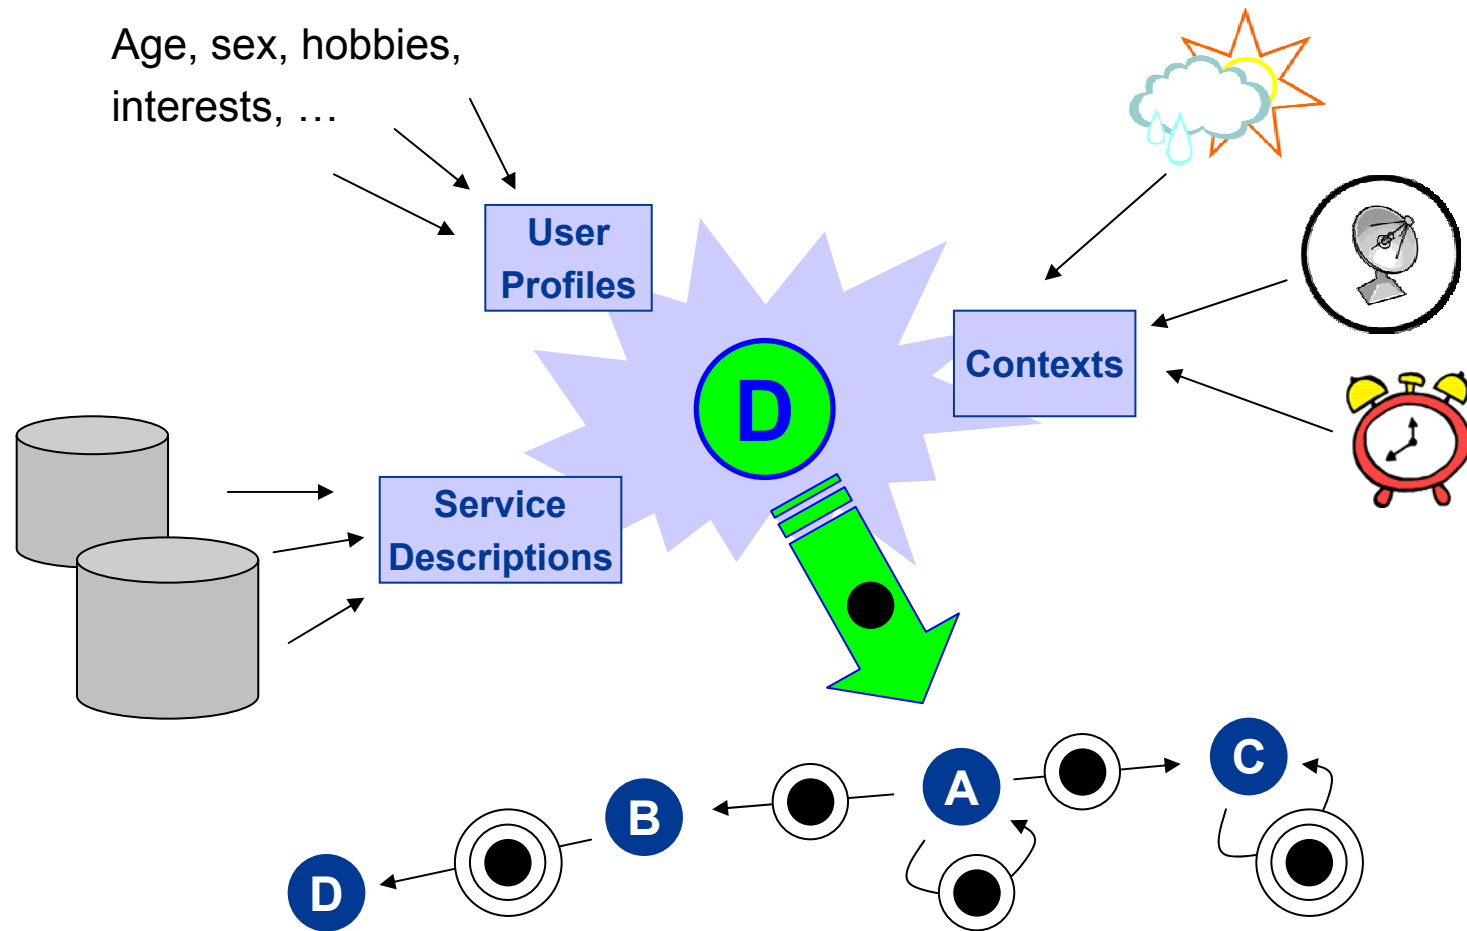 Age, sex, hobbies,
interests, …
User
Profiles
Contexts
D
Service
Descriptions
A
C
B
D